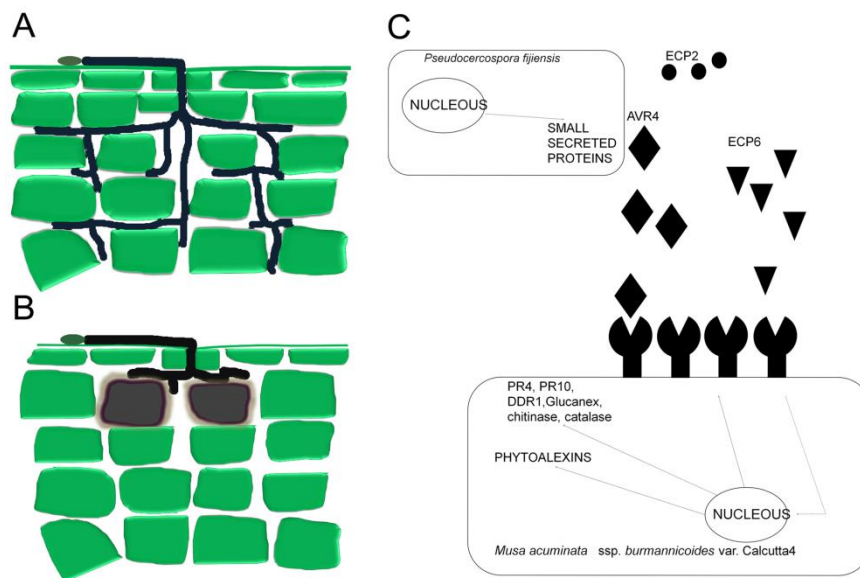 A
B
C
Pseudocercospora fijiensis
NUCLEOUS
SMALL
SECRETED
PROTEINS
ECP2
AVR4
ECP6
PR4, PR10,
DDR1,Glucanex,
chitinase, catalase
PHYTOALEXINS
NUCLEOUS
Musa acuminata ssp. burmannicoides var. Calcutta4